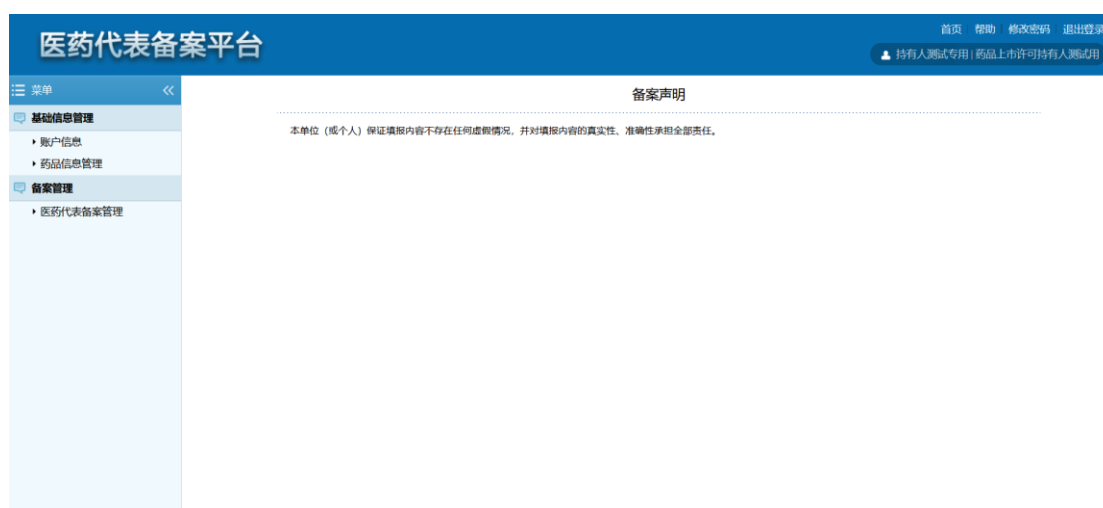 医药代表备案平台
首页 帮助 修改密码 退出登录
持有人测试专用 | 药品上市许可持有人测试用
菜单
基础信息管理
账户信息
药品信息管理
备案管理
医药代表备案管理
备案声明
本单位（或个人）保证填报内容不存在任何虚假情况，并对填报内容的真实性、准确性承担全部责任。